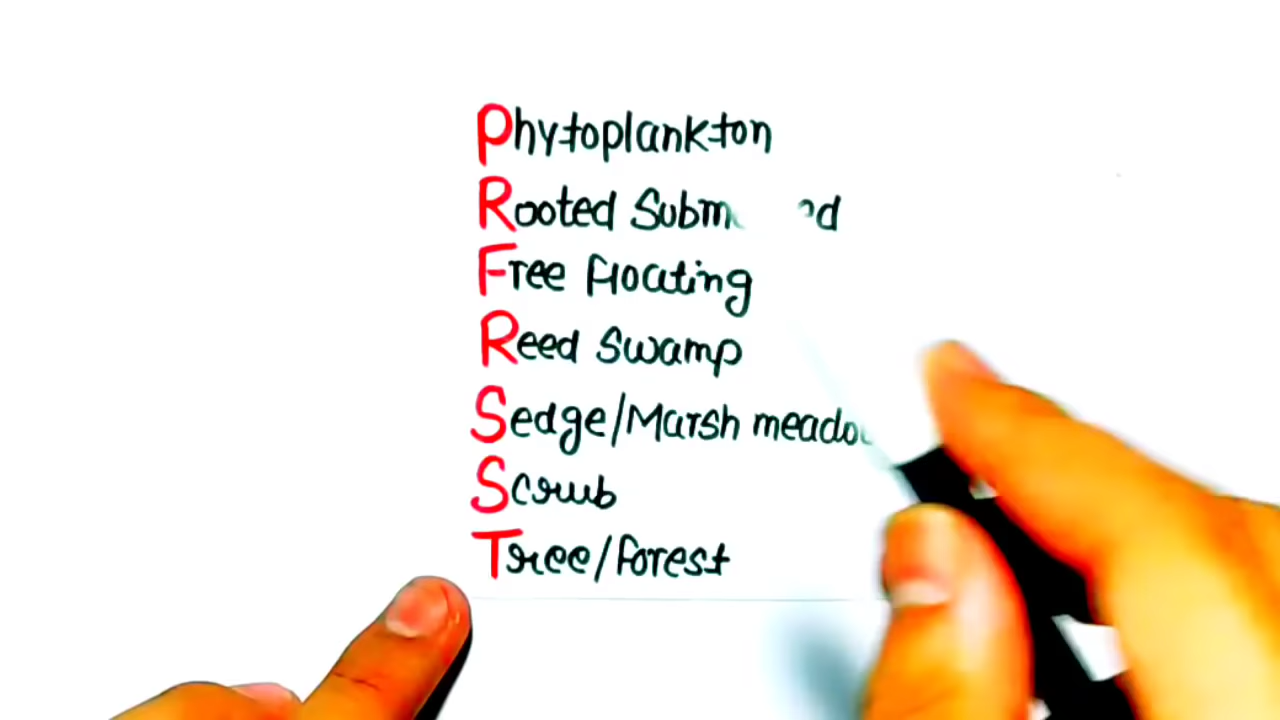 Phytoplankton
Rooted
Free floating
Reed Swamp
Sedge/Marsh
Scrub
Tree/Forest